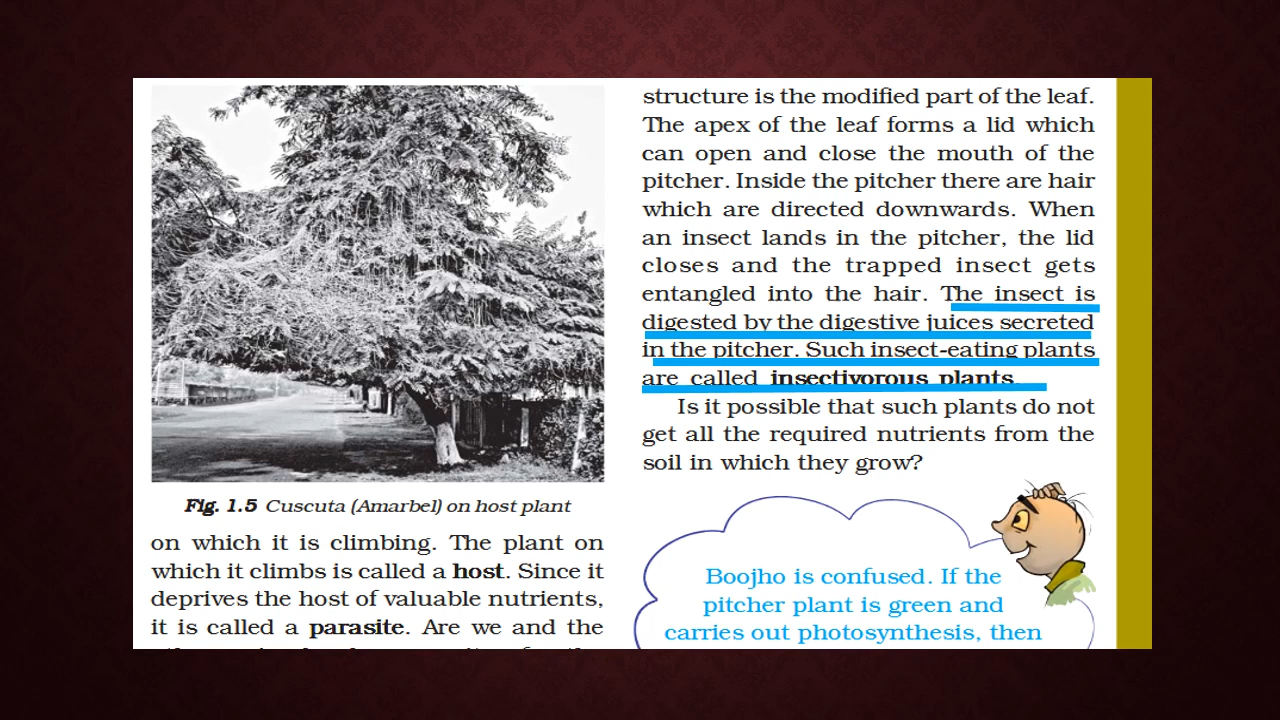 Fig. 1.5 Cuscuta (Amarbel) on host plant
on which it is climbing. The plant on
which it climbs is called a host. Since it
deprives the host of valuable nutrients,
it is called a parasite. Are we and the
structure is the modified part of the leaf.
The apex of the leaf forms a lid which
can open and close the mouth of the
pitcher. Inside the pitcher there are hair
which are directed downwards. When
an insect lands in the pitcher, the lid
closes and the trapped insect gets
entangled into the hair. The insect is
digested by the digestive juices secreted
in the pitcher. Such insect-eating plants
are called insectivorous plants.
Is it possible that such plants do not
get all the required nutrients from the
soil in which they grow?
Boojho is confused. If the
pitcher plant is green and
carries out photosynthesis, then